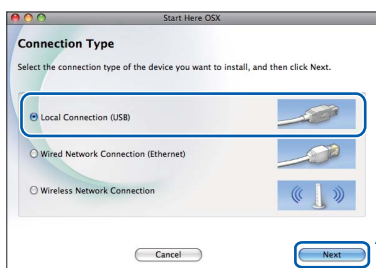 Start Here OSX
Connection Type
Select the connection type of the device you want to install, and then click Next.
Local Connection (USB)
Wired Network Connection (Ethernet)
Wireless Network Connection
Cancel
Next